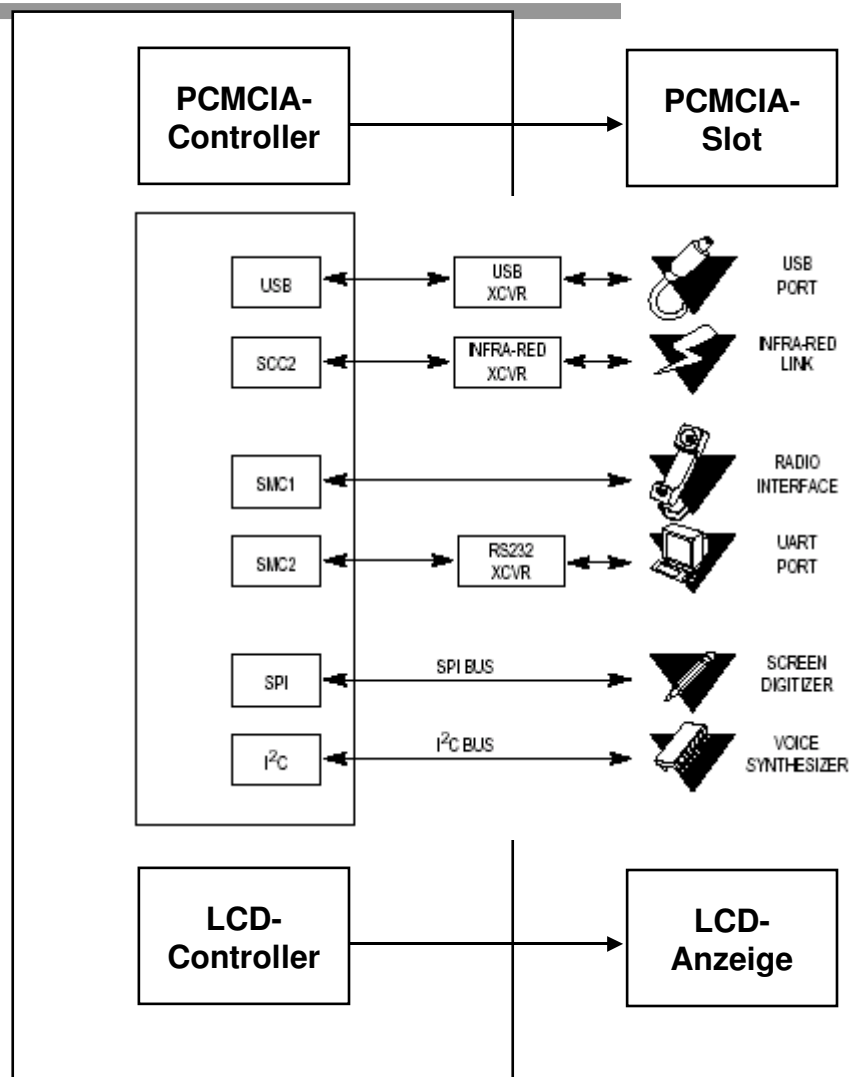 PCMCIA-
Controller
PCMCIA-
Slot
USB
USB
XCVR
USB
PORT
SCC2
INFRA-RED
XCVR
INFRA-RED
LINK
SMC1
RADIO
INTERFACE
SMC2
RS232
XCVR
UART
PORT
SPI
SPI BUS
SCREEN
DIGITIZER
I²C
I²C BUS
VOICE
SYNTHESIZER
LCD-
Controller
LCD-
Anzeige